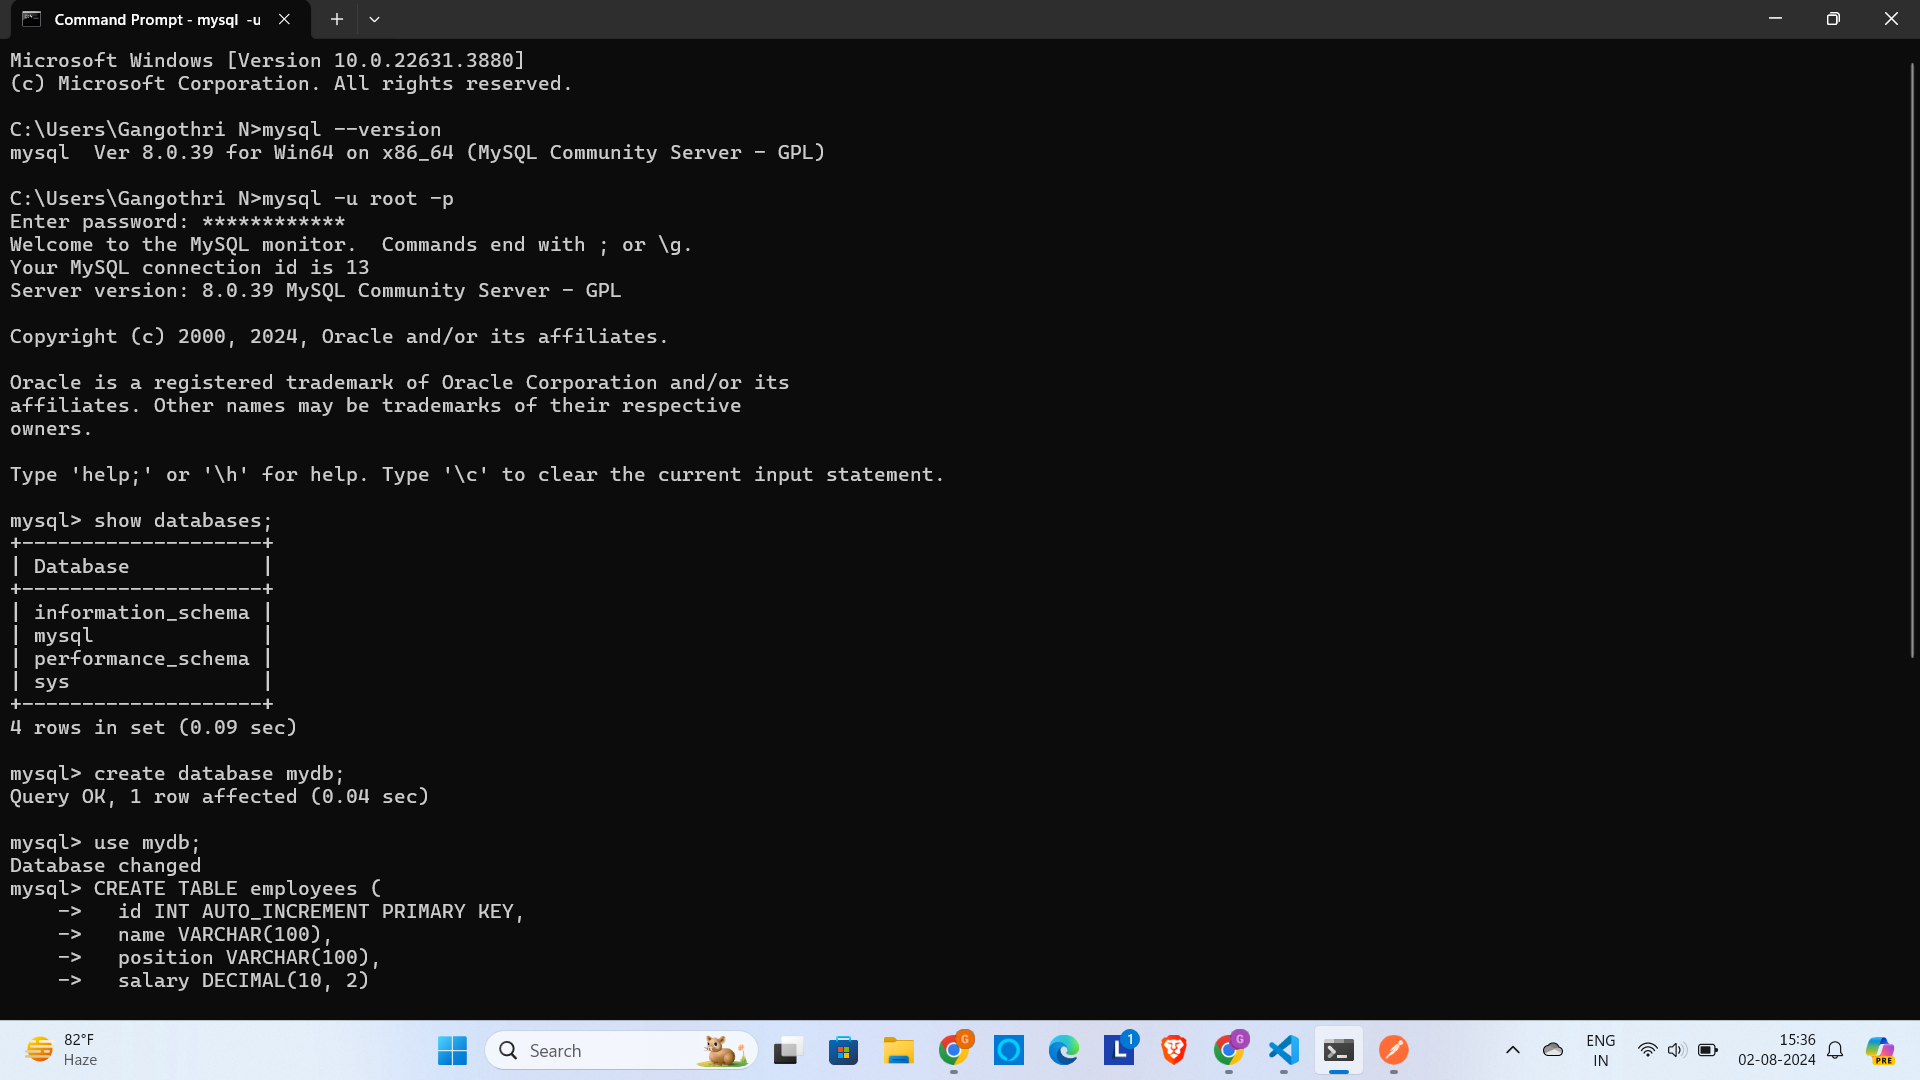 Command Prompt - mysql  -u
Microsoft Windows [Version 10.0.22631.3880]
(c) Microsoft Corporation. All rights reserved.
C:\Users\Gangothri N>mysql --version
mysql  Ver 8.0.39 for Win64 on x86_64 (MySQL Community Server - GPL)
C:\Users\Gangothri N>mysql -u root -p
Enter password: ************
Welcome to the MySQL monitor.  Commands end with ; or \g.
Your MySQL connection id is 13
Server version: 8.0.39 MySQL Community Server - GPL
Copyright (c) 2000, 2024, Oracle and/or its affiliates.
Oracle is a registered trademark of Oracle Corporation and/or its
affiliates. Other names may be trademarks of their respective
owners.
Type 'help;' or '\h' for help. Type '\c' to clear the current input statement.
mysql> show databases;
+--------------------+
| Database           |
+--------------------+
| information_schema |
| mysql              |
| performance_schema |
| sys                |
+--------------------+
4 rows in set (0.09 sec)
mysql> create database mydb;
Query OK, 1 row affected (0.04 sec)
mysql> use mydb;
Database changed
mysql> CREATE TABLE employees (
    ->   id INT AUTO_INCREMENT PRIMARY KEY,
    ->   name VARCHAR(100),
    ->   position VARCHAR(100),
    ->   salary DECIMAL(10, 2)
82°F
Haze
Search
G
L
1
G
ENG
IN
15:36
02-08-2024
PRE